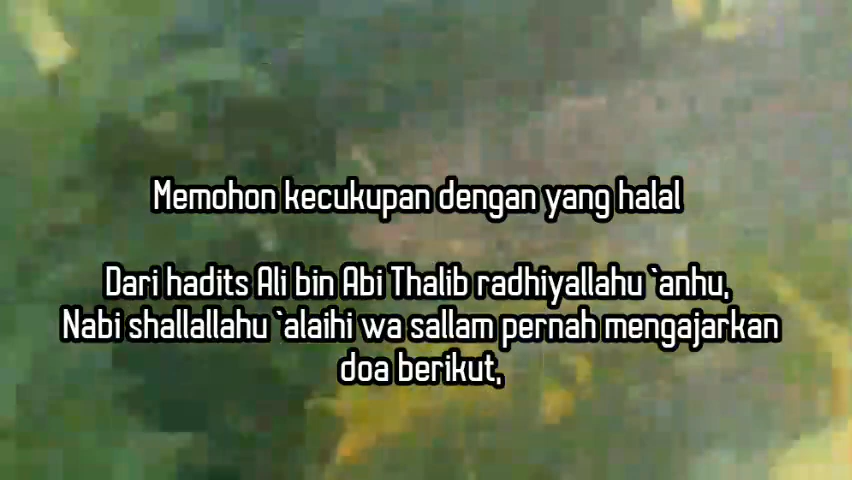 Memohon kecukupan dengan yang halal
Dari hadits Ali bin Abi Thalib radhiyallahu `anhu,
Nabi shallallahu `alaihi wa sallam pernah mengajarkan
doa berikut,